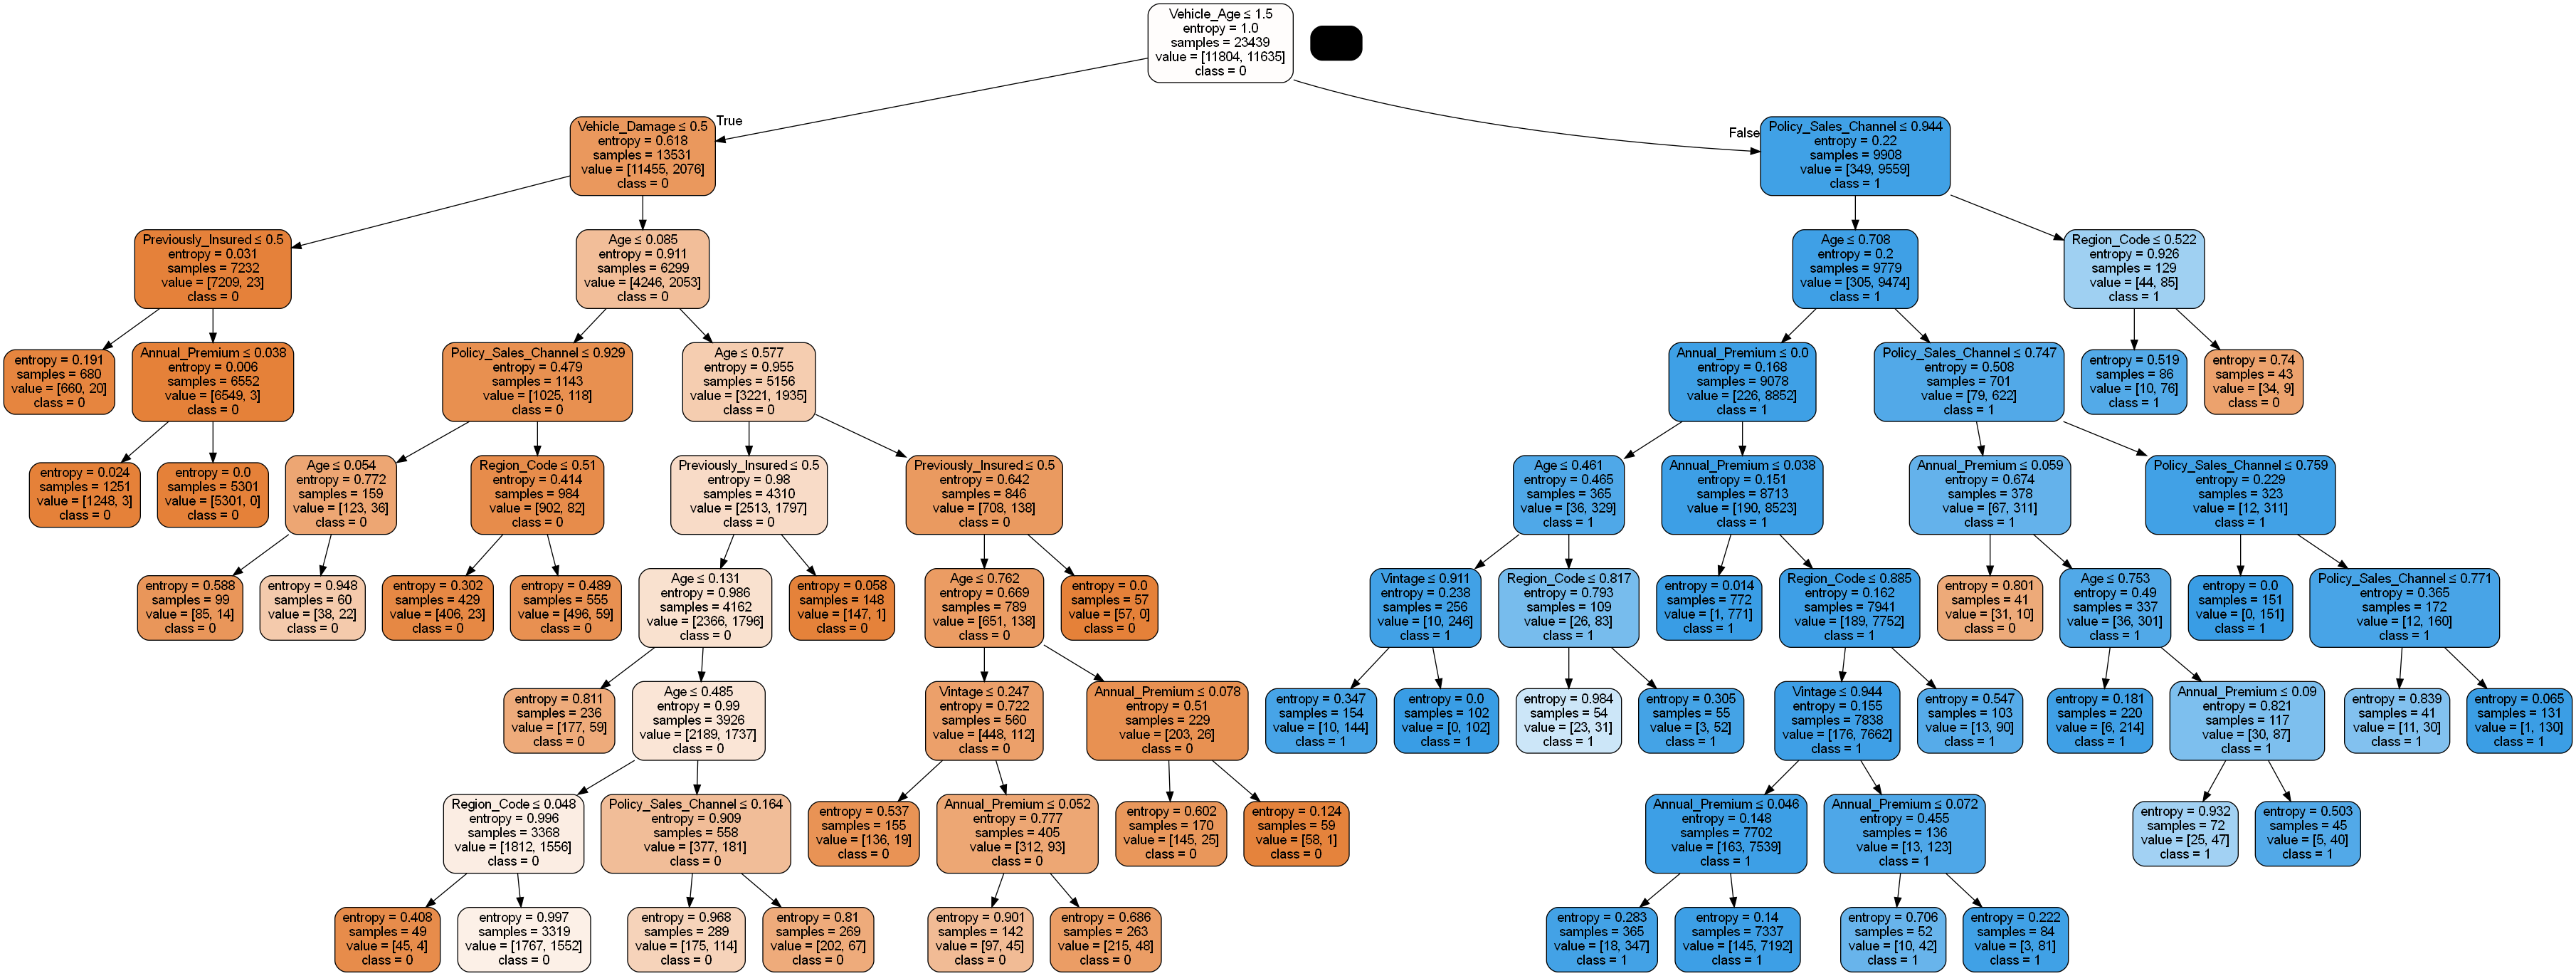 Vehicle_Age ≤ 1.5
entropy = 1.0
samples = 23439
value = [11804, 11635]
class = 0
True
False
Vehicle_Damage ≤ 0.5
entropy = 0.618
samples = 13531
value = [11455, 2076]
class = 0
Policy_Sales_Channel ≤ 0.944
entropy = 0.22
samples = 9908
value = [349, 9559]
class = 1
Previously_Insured ≤ 0.5
entropy = 0.031
samples = 7232
value = [7209, 23]
class = 0
Age ≤ 0.085
entropy = 0.911
samples = 6299
value = [4246, 2053]
class = 0
Age ≤ 0.708
entropy = 0.2
samples = 9779
value = [305, 9474]
class = 1
Region_Code ≤ 0.522
entropy = 0.926
samples = 129
value = [44, 85]
class = 1
entropy = 0.191
samples = 680
value = [660, 20]
class = 0
Annual_Premium ≤ 0.038
entropy = 0.006
samples = 6552
value = [6549, 3]
class = 0
Policy_Sales_Channel ≤ 0.929
entropy = 0.479
samples = 1143
value = [1025, 118]
class = 0
Age ≤ 0.577
entropy = 0.955
samples = 5156
value = [3221, 1935]
class = 0
Annual_Premium ≤ 0.0
entropy = 0.168
samples = 9078
value = [226, 8852]
class = 1
Policy_Sales_Channel ≤ 0.747
entropy = 0.508
samples = 701
value = [79, 622]
class = 1
entropy = 0.519
samples = 86
value = [10, 76]
class = 1
entropy = 0.74
samples = 43
value = [34, 9]
class = 0
entropy = 0.024
samples = 1251
value = [1248, 3]
class = 0
entropy = 0.0
samples = 5301
value = [5301, 0]
class = 0
Age ≤ 0.054
entropy = 0.772
samples = 159
value = [123, 36]
class = 0
Region_Code ≤ 0.51
entropy = 0.414
samples = 984
value = [902, 82]
class = 0
Previously_Insured ≤ 0.5
entropy = 0.98
samples = 4310
value = [2513, 1797]
class = 0
Previously_Insured ≤ 0.5
entropy = 0.642
samples = 846
value = [708, 138]
class = 0
Age ≤ 0.461
entropy = 0.465
samples = 365
value = [36, 329]
class = 1
Annual_Premium ≤ 0.038
entropy = 0.151
samples = 8713
value = [190, 8523]
class = 1
Annual_Premium ≤ 0.059
entropy = 0.674
samples = 378
value = [67, 311]
class = 1
Policy_Sales_Channel ≤ 0.759
entropy = 0.229
samples = 323
value = [12, 311]
class = 1
entropy = 0.588
samples = 99
value = [85, 14]
class = 0
entropy = 0.948
samples = 60
value = [38, 22]
class = 0
entropy = 0.302
samples = 429
value = [406, 23]
class = 0
entropy = 0.489
samples = 555
value = [496, 59]
class = 0
Age ≤ 0.131
entropy = 0.986
samples = 4162
value = [2366, 1796]
class = 0
entropy = 0.058
samples = 148
value = [147, 1]
class = 0
Age ≤ 0.762
entropy = 0.669
samples = 789
value = [651, 138]
class = 0
entropy = 0.0
samples = 57
value = [57, 0]
class = 0
Vintage ≤ 0.911
entropy = 0.238
samples = 256
value = [10, 246]
class = 1
Region_Code ≤ 0.817
entropy = 0.793
samples = 109
value = [26, 83]
class = 1
entropy = 0.014
samples = 772
value = [1, 771]
class = 1
Region_Code ≤ 0.885
entropy = 0.162
samples = 7941
value = [189, 7752]
class = 1
entropy = 0.801
samples = 41
value = [31, 10]
class = 0
Age ≤ 0.753
entropy = 0.49
samples = 337
value = [36, 301]
class = 1
entropy = 0.0
samples = 151
value = [0, 151]
class = 1
Policy_Sales_Channel ≤ 0.771
entropy = 0.365
samples = 172
value = [12, 160]
class = 1
entropy = 0.811
samples = 236
value = [177, 59]
class = 0
Age ≤ 0.485
entropy = 0.99
samples = 3926
value = [2189, 1737]
class = 0
Vintage ≤ 0.247
entropy = 0.722
samples = 560
value = [448, 112]
class = 0
Annual_Premium ≤ 0.078
entropy = 0.51
samples = 229
value = [203, 26]
class = 0
entropy = 0.347
samples = 154
value = [10, 144]
class = 1
entropy = 0.0
samples = 102
value = [0, 102]
class = 1
entropy = 0.984
samples = 54
value = [23, 31]
class = 1
entropy = 0.305
samples = 55
value = [3, 52]
class = 1
Vintage ≤ 0.944
entropy = 0.155
samples = 7838
value = [176, 7662]
class = 1
entropy = 0.547
samples = 103
value = [13, 90]
class = 1
entropy = 0.181
samples = 220
value = [6, 214]
class = 1
Annual_Premium ≤ 0.09
entropy = 0.821
samples = 117
value = [30, 87]
class = 1
entropy = 0.839
samples = 41
value = [11, 30]
class = 1
entropy = 0.065
samples = 131
value = [1, 130]
class = 1
Region_Code ≤ 0.048
entropy = 0.996
samples = 3368
value = [1812, 1556]
class = 0
Policy_Sales_Channel ≤ 0.164
entropy = 0.909
samples = 558
value = [377, 181]
class = 0
entropy = 0.537
samples = 155
value = [136, 19]
class = 0
Annual_Premium ≤ 0.052
entropy = 0.777
samples = 405
value = [312, 93]
class = 0
entropy = 0.602
samples = 170
value = [145, 25]
class = 0
entropy = 0.124
samples = 59
value = [58, 1]
class = 0
Annual_Premium ≤ 0.046
entropy = 0.148
samples = 7702
value = [163, 7539]
class = 1
Annual_Premium ≤ 0.072
entropy = 0.455
samples = 136
value = [13, 123]
class = 1
entropy = 0.932
samples = 72
value = [25, 47]
class = 1
entropy = 0.503
samples = 45
value = [5, 40]
class = 1
entropy = 0.408
samples = 49
value = [45, 4]
class = 0
entropy = 0.997
samples = 3319
value = [1767, 1552]
class = 0
entropy = 0.968
samples = 289
value = [175, 114]
class = 0
entropy = 0.81
samples = 269
value = [202, 67]
class = 0
entropy = 0.901
samples = 142
value = [97, 45]
class = 0
entropy = 0.686
samples = 263
value = [215, 48]
class = 0
entropy = 0.283
samples = 365
value = [18, 347]
class = 1
entropy = 0.14
samples = 7337
value = [145, 7192]
class = 1
entropy = 0.706
samples = 52
value = [10, 42]
class = 1
entropy = 0.222
samples = 84
value = [3, 81]
class = 1